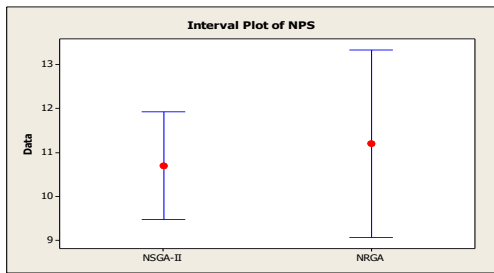 Interval Plot of NPS
Data
13
12
11
10
9
NSGA-II
NRGA